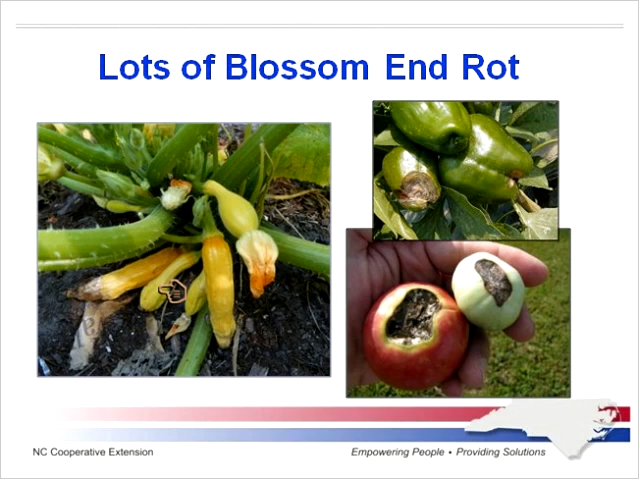 Lots of Blossom End Rot
NC Cooperative Extension
Empowering People • Providing Solutions